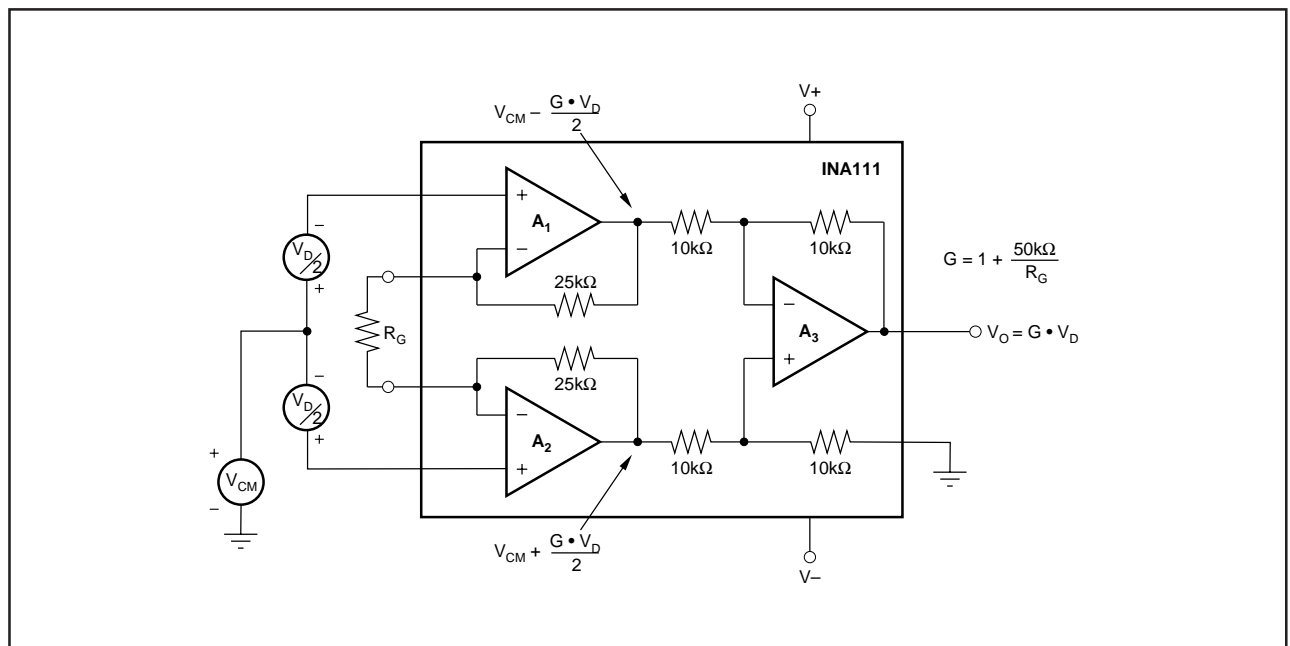 V+
V_CM – G • V_D / 2
INA111
–
+
A₁
–
V_D/2
+
10kΩ
10kΩ
G = 1 + 50kΩ / R_G
25kΩ
R_G
–
A₃
+
V_O = G • V_D
–
V_D/2
+
25kΩ
–
A₂
+
10kΩ
10kΩ
+
V_CM
–
V_CM + G • V_D / 2
V–